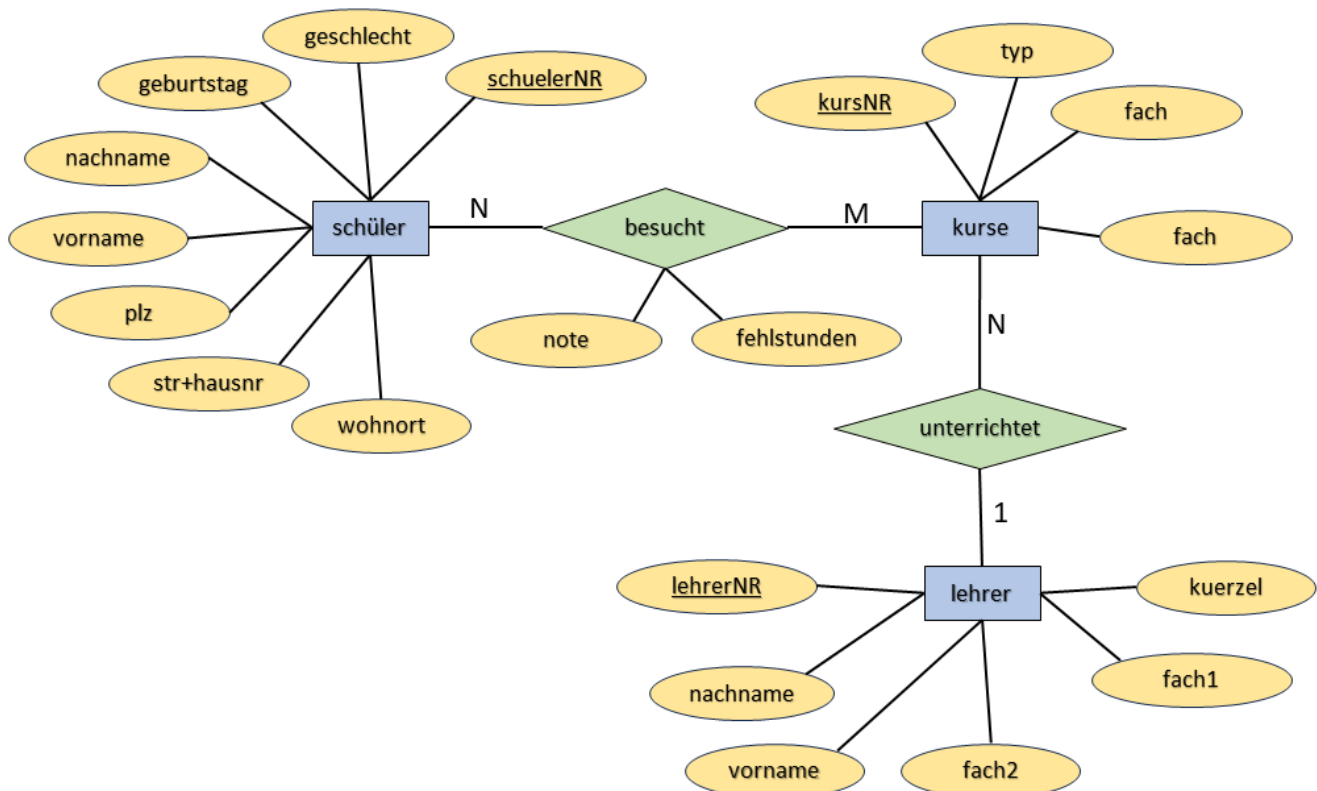 geschlecht
typ
geburtstag
schuelerNR
kursNR
fach
nachname
schüler
N
besucht
M
kurse
fach
vorname
plz
note
fehlstunden
N
str+hausnr
wohnort
unterrichtet
1
lehrerNR
lehrer
kuerzel
nachname
fach1
vorname
fach2